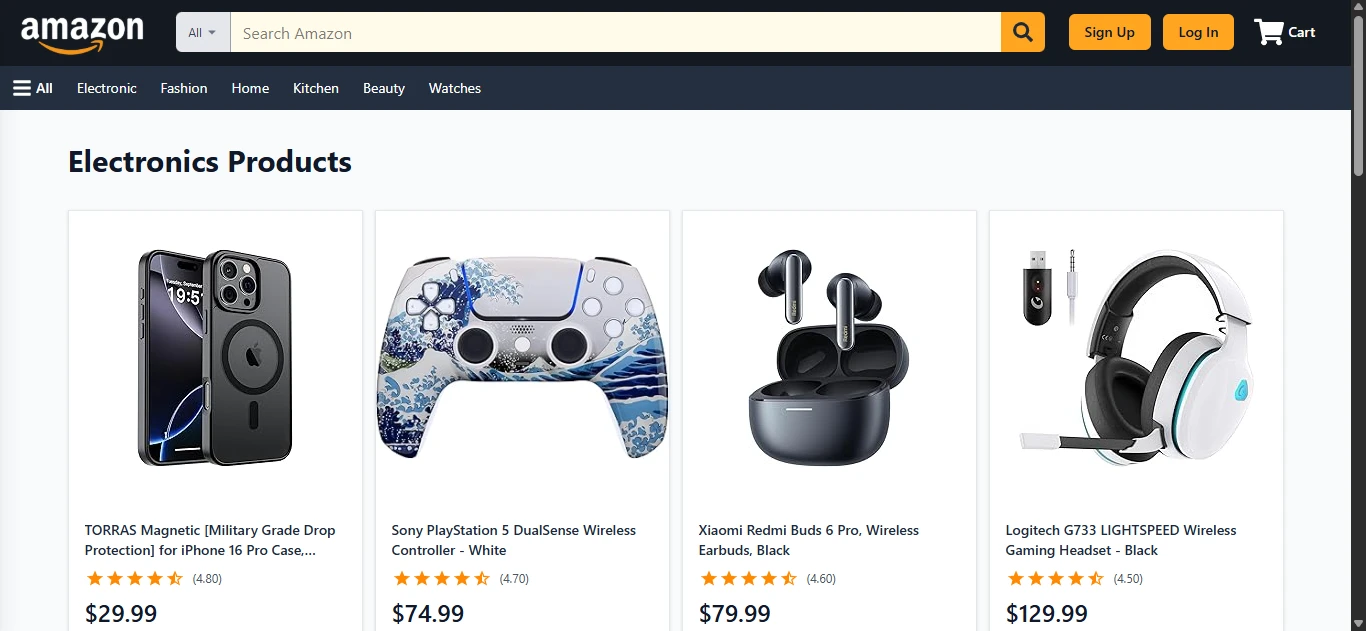 amazon
All
Search Amazon
Sign Up
Log In
Cart
All
Electronic
Fashion
Home
Kitchen
Beauty
Watches
Electronics Products
TORRAS Magnetic [Military Grade Drop
Protection] for iPhone 16 Pro Case,...
(4.80)
$29.99
Sony PlayStation 5 DualSense Wireless
Controller - White
(4.70)
$74.99
Xiaomi Redmi Buds 6 Pro, Wireless
Earbuds, Black
(4.60)
$79.99
Logitech G733 LIGHTSPEED Wireless
Gaming Headset - Black
(4.50)
$129.99